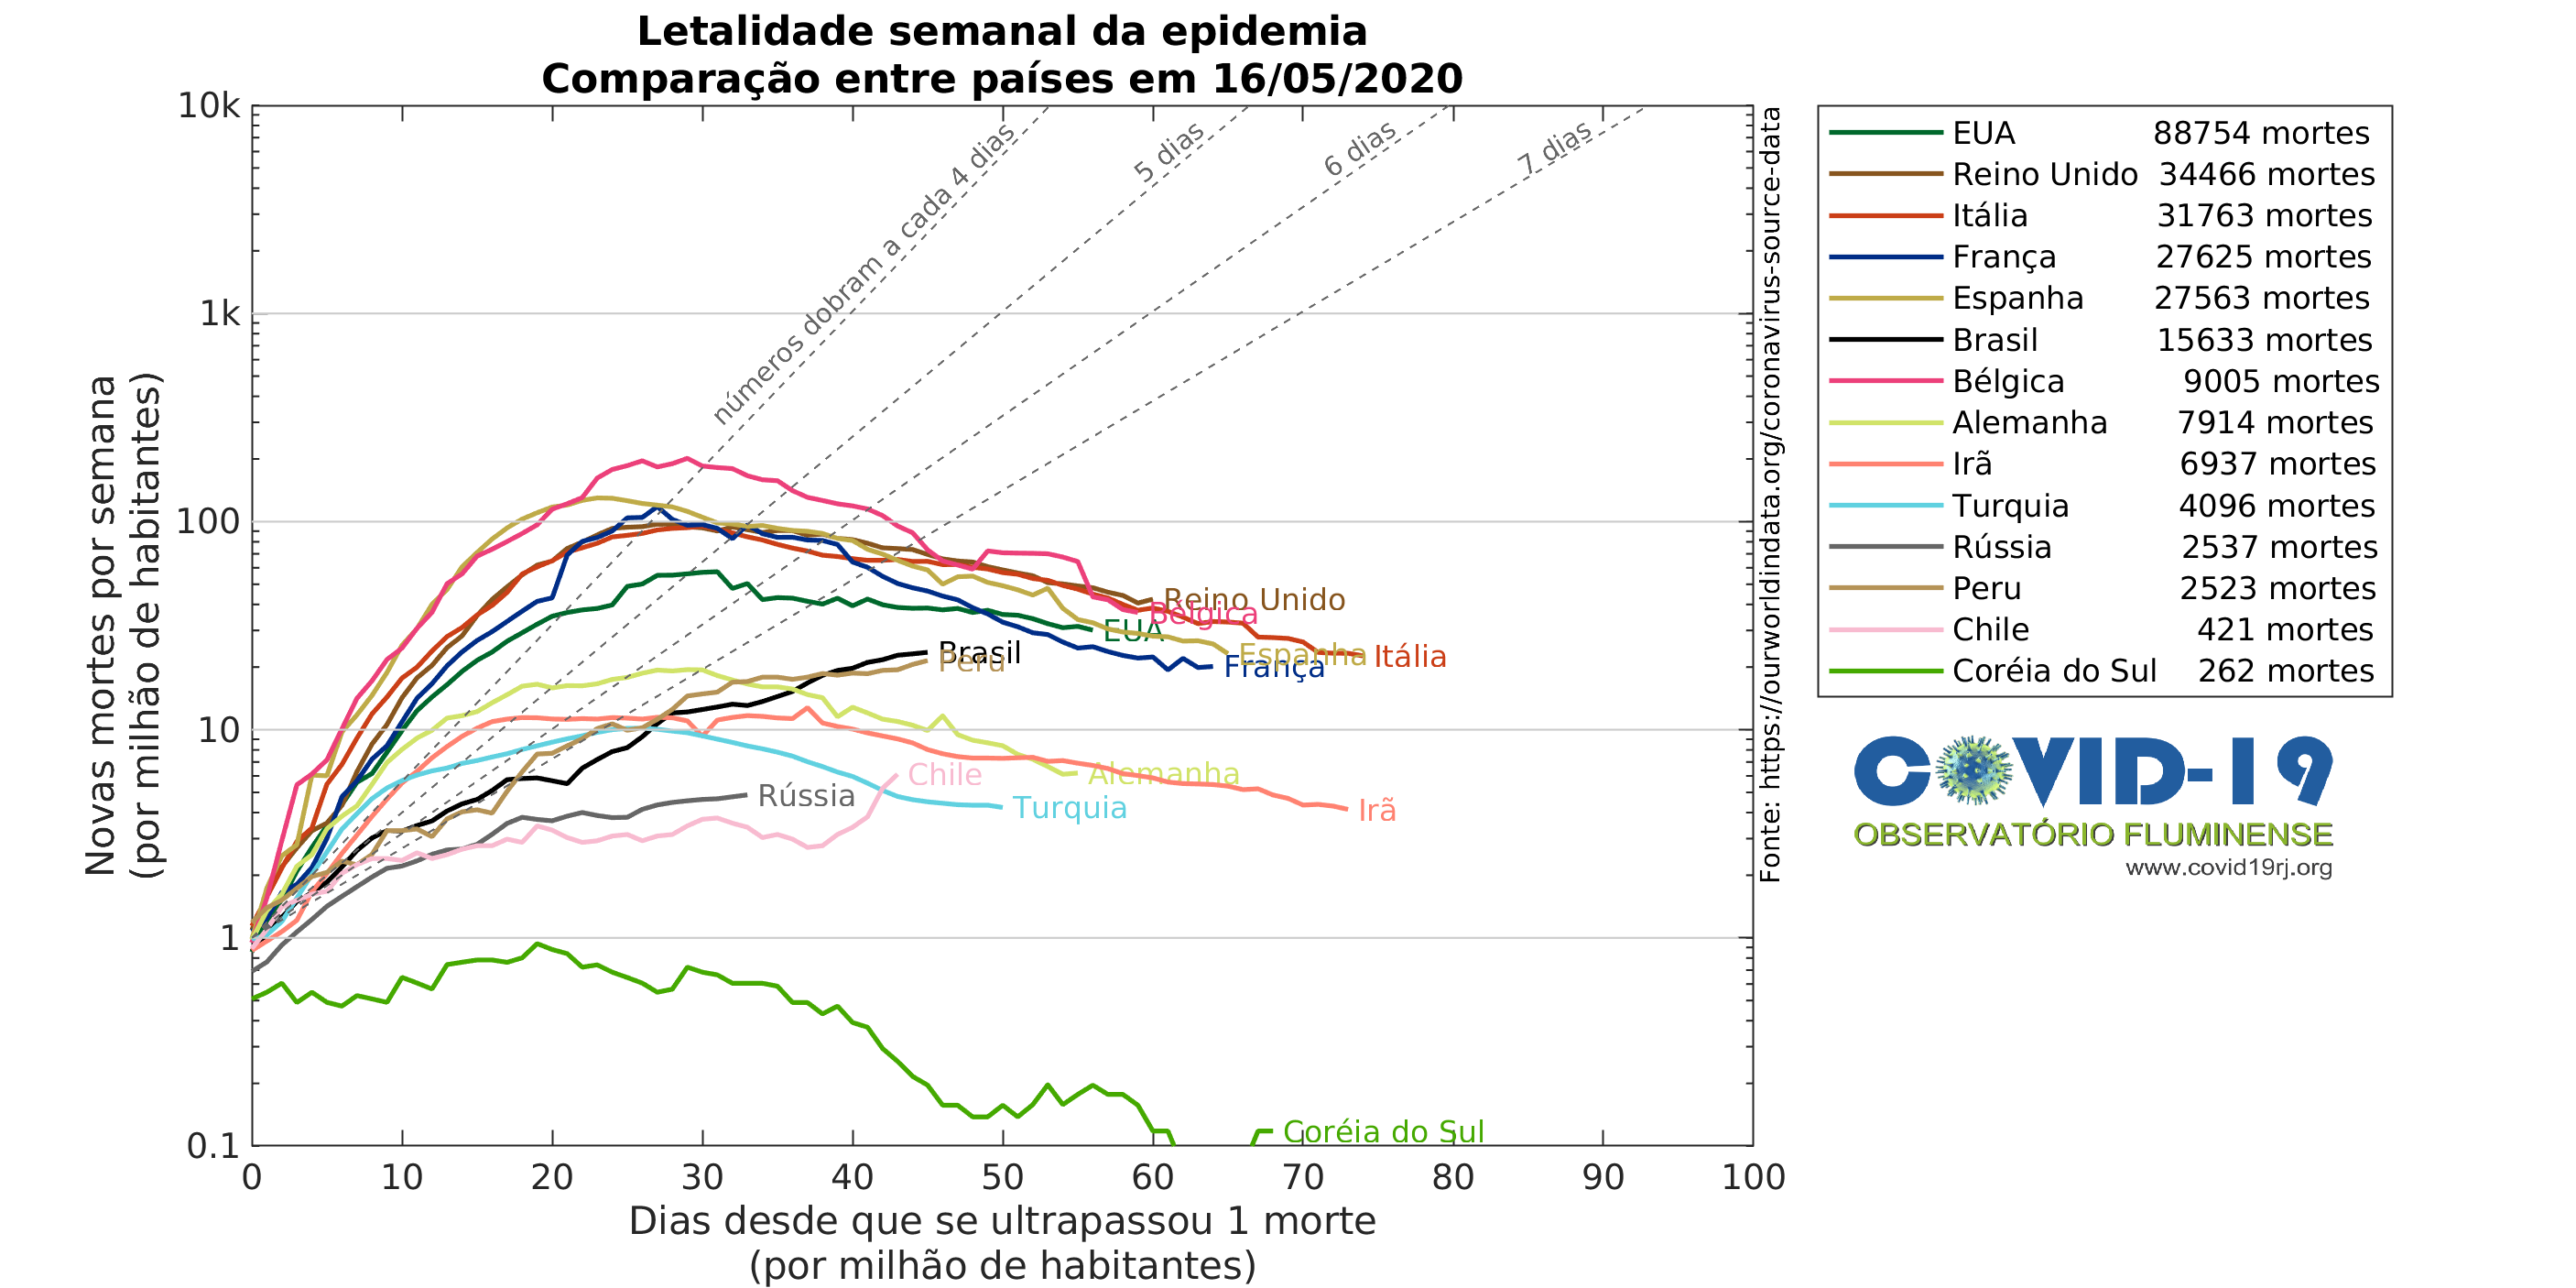 Letalidade semanal da epidemia
Comparação entre países em 16/05/2020
Novas mortes por semana
(por milhão de habitantes)
10k
1k
100
10
1
0.1
números dobram a cada 4 dias
5 dias
6 dias
7 dias
Reino Unido
Bélgica
EUA
Brasil
Peru
Espanha
Itália
França
Chile
Alemanha
Rússia
Turquia
Irã
Coréia do Sul
0 10 20 30 40 50 60 70 80 90 100
Dias desde que se ultrapassou 1 morte
(por milhão de habitantes)
Fonte: https://ourworldindata.org/coronavirus-source-data
EUA 88754 mortes
Reino Unido 34466 mortes
Itália 31763 mortes
França 27625 mortes
Espanha 27563 mortes
Brasil 15633 mortes
Bélgica 9005 mortes
Alemanha 7914 mortes
Irã 6937 mortes
Turquia 4096 mortes
Rússia 2537 mortes
Peru 2523 mortes
Chile 421 mortes
Coréia do Sul 262 mortes
COVID-19
OBSERVATÓRIO FLUMINENSE
www.covid19rj.org